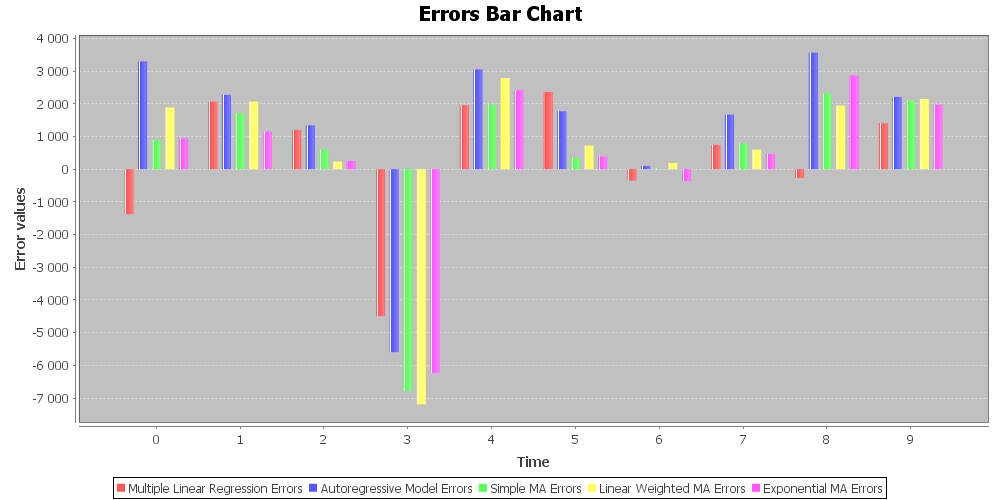 Errors Bar Chart
4 000
3 000
2 000
1 000
0
-1 000
-2 000
-3 000
-4 000
-5 000
-6 000
-7 000
Error values
0 1 2 3 4 5 6 7 8 9
Time
Multiple Linear Regression Errors Autoregressive Model Errors Simple MA Errors Linear Weighted MA Errors Exponential MA Errors